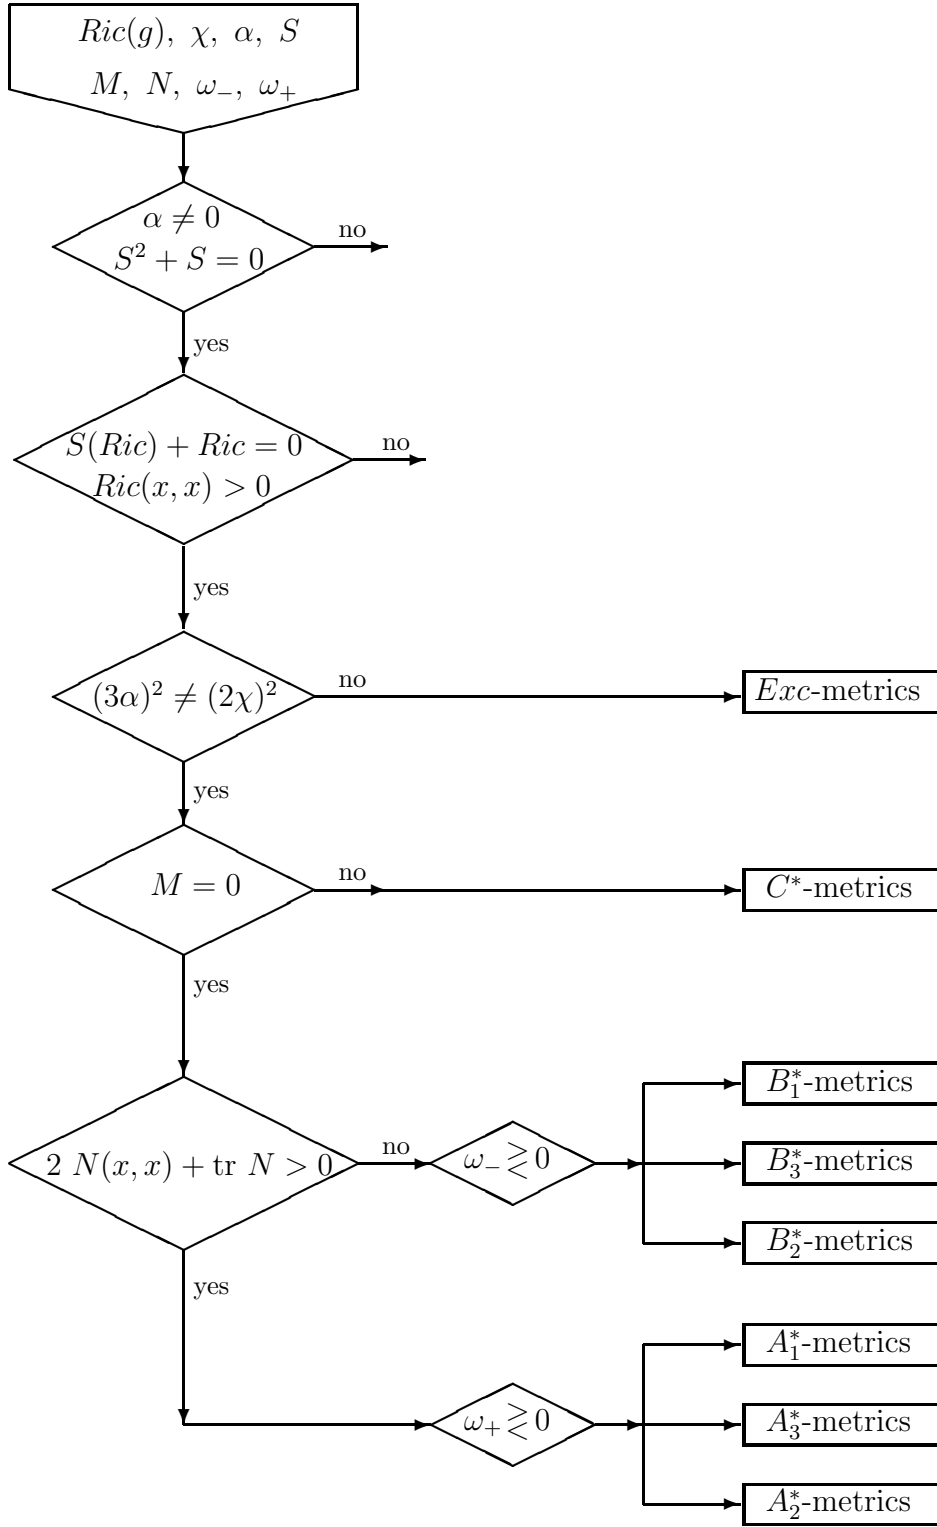 Ric(g), χ, α, S
M, N, ω₋, ω₊
α ≠ 0
S² + S = 0
no
yes
S(Ric) + Ric = 0
Ric(x, x) > 0
no
yes
(3α)² ≠ (2χ)²
no
Exc-metrics
yes
M = 0
no
C*-metrics
yes
2 N(x, x) + tr N > 0
no
ω₋ ⋛ 0
B₁*-metrics
B₃*-metrics
B₂*-metrics
yes
ω₊ ⋛ 0
A₁*-metrics
A₃*-metrics
A₂*-metrics